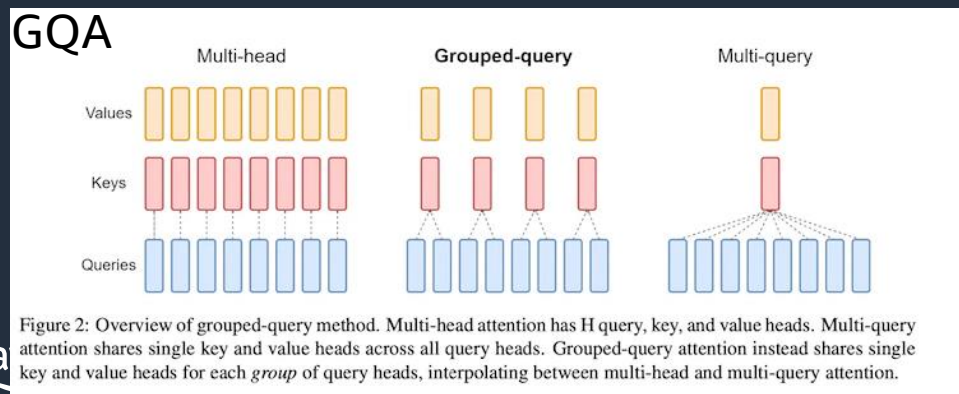 GQA
Multi-head Grouped-query Multi-query
Values
Keys
Queries
Figure 2: Overview of grouped-query method. Multi-head attention has H query, key, and value heads. Multi-query
attention shares single key and value heads across all query heads. Grouped-query attention instead shares single
key and value heads for each group of query heads, interpolating between multi-head and multi-query attention.